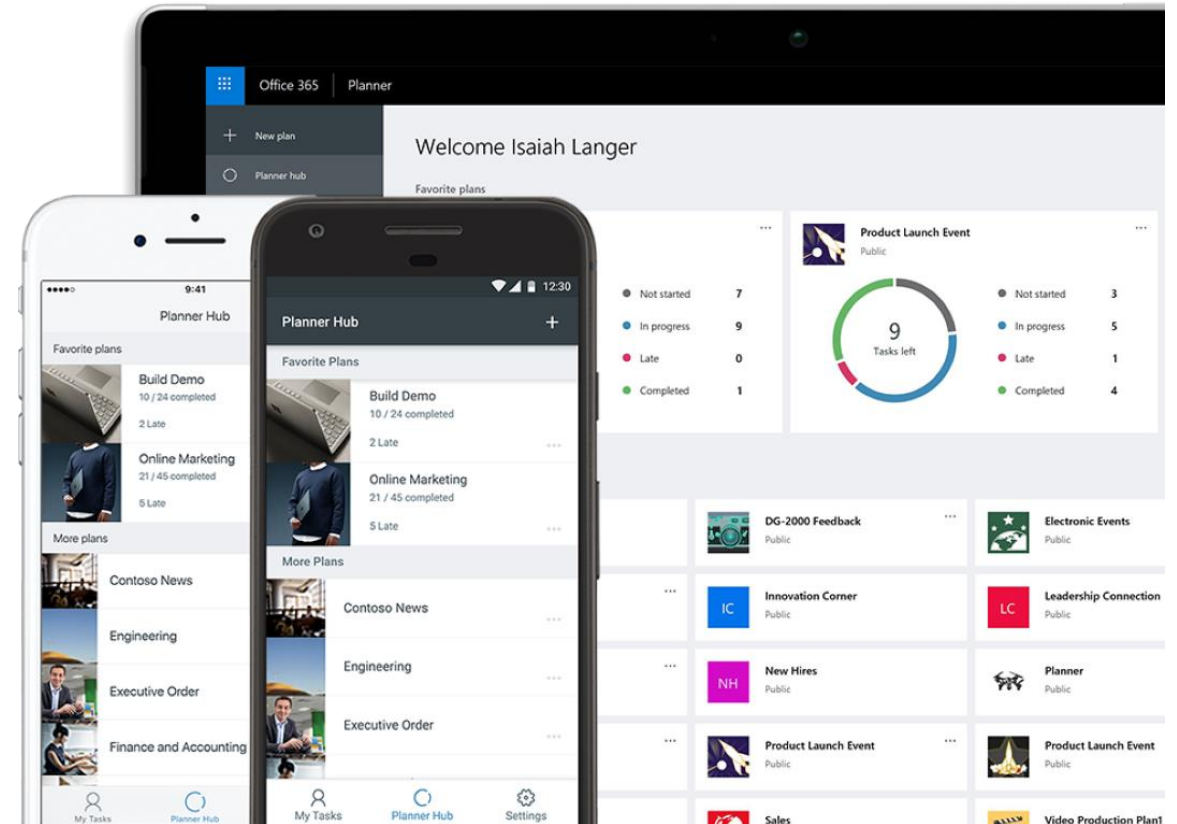 Office 365 Planner
New plan
Planner hub
Welcome Isaiah Langer
Favorite plans
...
Not started 7
In progress 9
Late 0
Completed 1
Product Launch Event
Public
...
9
Tasks left
Not started 3
In progress 5
Late 1
Completed 4
...
DG-2000 Feedback
Public
...
Electronic Events
Public
...
IC
Innovation Corner
Public
LC
Leadership Connection
Public
...
NH
New Hires
Public
Planner
Public
...
Product Launch Event
Public
...
Product Launch Event
Public
Sales
Video Production Plan1
9:41
Planner Hub
Favorite plans
Build Demo
10 / 24 completed
2 Late
Online Marketing
21 / 45 completed
5 Late
More plans
Contoso News
Engineering
Executive Order
Finance and Accounting
My Tasks
Planner Hub
12:30
Planner Hub +
Favorite Plans
Build Demo
10 / 24 completed
2 Late
...
Online Marketing
21 / 45 completed
5 Late
...
More Plans
Contoso News
...
Engineering
...
Executive Order
...
My Tasks
Planner Hub
Settings